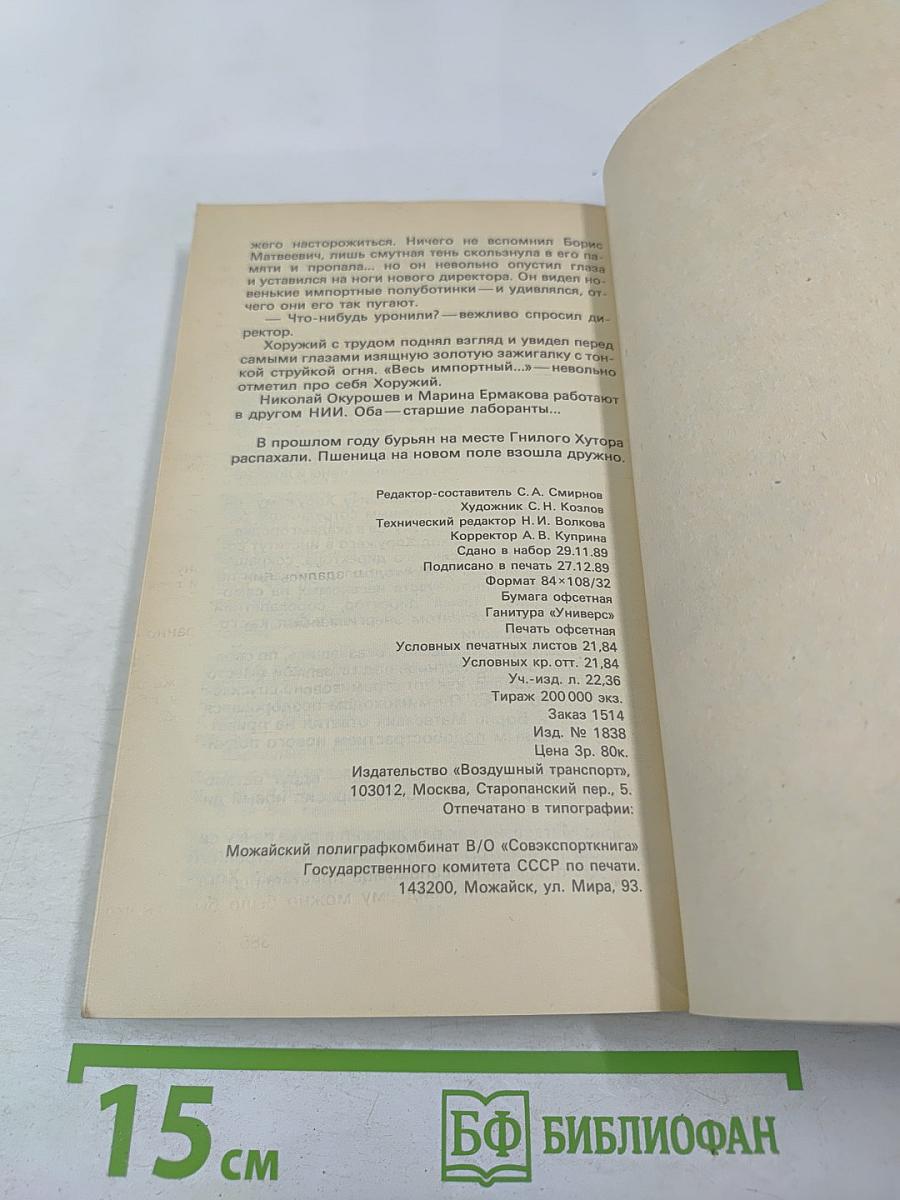 жего насторожиться. Ничего не вспомнил Борис
Матвеевич, лишь смутная тень скользнула в его па-
мяти и пропала... но он невольно опустил глаза
и уставился на ноги нового директора. Он видел но-
венькие импортные полуботинки — и удивлялся, от-
чего они его так пугают.
— Что-нибудь уронили? — вежливо спросил ди-
ректор.
Хоружий с трудом поднял взгляд и увидел перед
самыми глазами изящную золотую зажигалку с тон-
кой струйкой огня. «Весь импортный...» — невольно
отметил про себя Хоружий.
Николай Окурошев и Марина Ермакова работают
в другом НИИ. Оба — старшие лаборанты...
В прошлом году бурьян на месте Гнилого Хутора
распахали. Пшеница на новом поле взошла дружно.
Редактор-составитель С. А. Смирнов
Художник С. Н. Козлов
Технический редактор Н. И. Волкова
Корректор А. В. Куприна
Сдано в набор 29.11.89
Подписано в печать 27.12.89
Формат 84×108/32
Бумага офсетная
Ганитура «Универс»
Печать офсетная
Условных печатных листов 21,84
Условных кр. отт. 21,84
Уч.-изд. л. 22,36
Тираж 200 000 экз.
Заказ 1514
Изд. № 1838
Цена 3р. 80к.
Издательство «Воздушный транспорт»,
103012, Москва, Старопанский пер., 5.
Отпечатано в типографии:
Можайский полиграфкомбинат В/О «Совэкспорткнига»
Государственного комитета СССР по печати.
143200, Можайск, ул. Мира, 93.
15 см
БФ БИБЛИОФАН